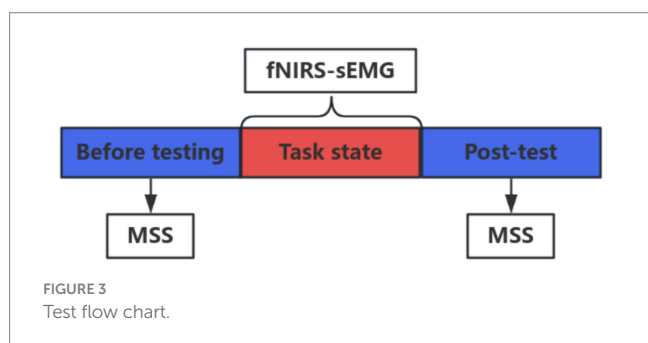 fNIRS-sEMG
Before testing
Task state
Post-test
MSS
MSS
FIGURE 3
Test flow chart.